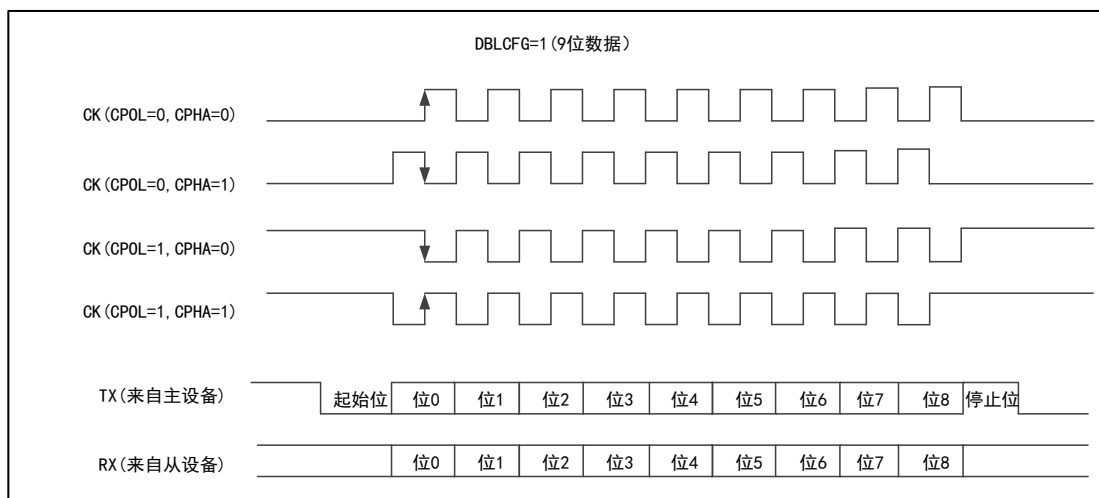 DBLCFG=1(9位数据)
CK(CPOL=0,CPHA=0)
CK(CPOL=0,CPHA=1)
CK(CPOL=1,CPHA=0)
CK(CPOL=1,CPHA=1)
TX(来自主设备) 起始位 位0 位1 位2 位3 位4 位5 位6 位7 位8 停止位
RX(来自从设备) 位0 位1 位2 位3 位4 位5 位6 位7 位8